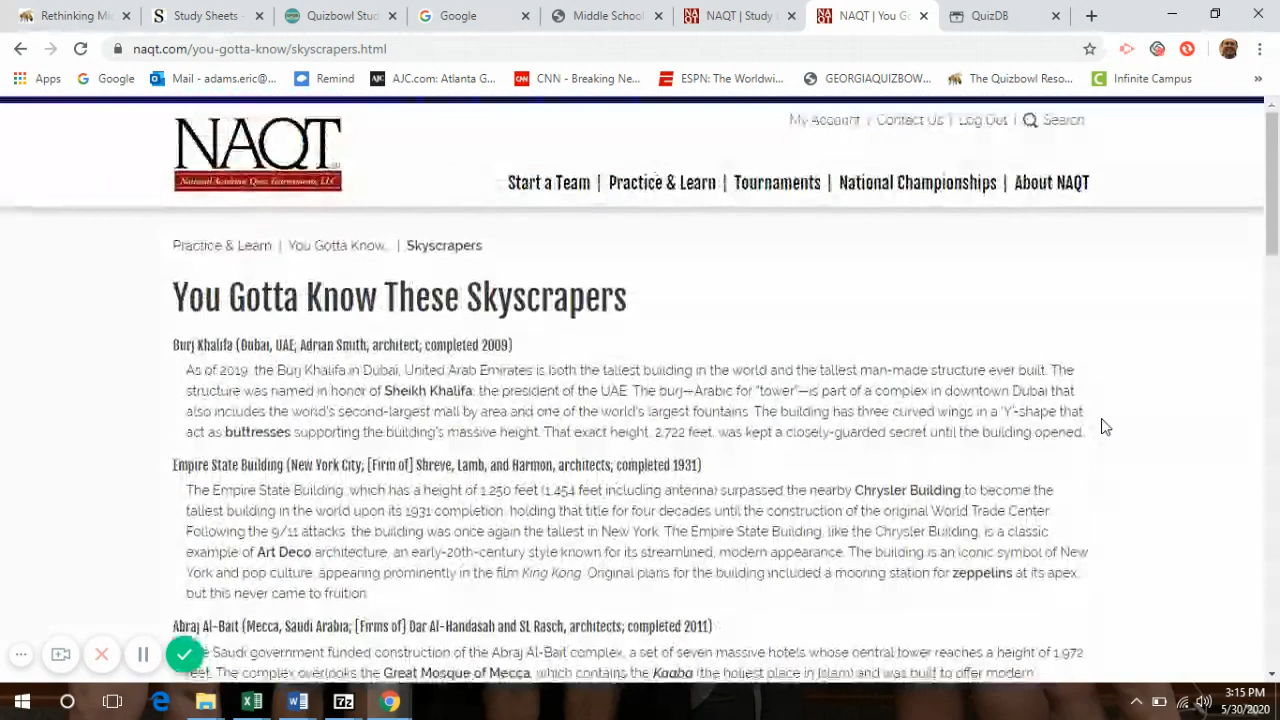 Rethinking Mi
Study Sheets -
Quizbowl Stu
Google
Middle School
NAQT | Study
NAQT | You Go
QuizDB
naqt.com/you-gotta-know/skyscrapers.html
Apps
Google
Mail - adams.eric@...
Remind
AJC.com: Atlanta G...
CNN - Breaking Ne...
ESPN: The Worldwi...
GEORGIAQUIZBOW...
The Quizbowl Reso...
Infinite Campus
»
NAQT
National Academic Quiz Tournaments, LLC
My Account | Contact Us | Log Out | Search
Start a Team | Practice & Learn | Tournaments | National Championships | About NAQT
Practice & Learn | You Gotta Know... | Skyscrapers
You Gotta Know These Skyscrapers
Burj Khalifa (Dubai, UAE; Adrian Smith, architect; completed 2009)
As of 2019, the Burj Khalifa in Dubai, United Arab Emirates is both the tallest building in the world and the tallest man-made structure ever built. The
structure was named in honor of Sheikh Khalifa, the president of the UAE. The burj—Arabic for "tower"—is part of a complex in downtown Dubai that
also includes the world's second-largest mall by area and one of the world's largest fountains. The building has three curved wings in a "Y"-shape that
act as buttresses supporting the building's massive height. That exact height, 2,722 feet, was kept a closely-guarded secret until the building opened.
Empire State Building (New York City; [Firm of] Shreve, Lamb, and Harmon, architects; completed 1931)
The Empire State Building, which has a height of 1,250 feet (1,454 feet including antenna) surpassed the nearby Chrysler Building to become the
tallest building in the world upon its 1931 completion, holding that title for four decades until the construction of the original World Trade Center.
Following the 9/11 attacks, the building was once again the tallest in New York. The Empire State Building, like the Chrysler Building, is a classic
example of Art Deco architecture, an early-20th-century style known for its streamlined, modern appearance. The building is an iconic symbol of New
York and pop culture, appearing prominently in the film King Kong. Original plans for the building included a mooring station for zeppelins at its apex,
but this never came to fruition.
Abraj Al-Bait (Mecca, Saudi Arabia; [Firms of] Dar Al-Handasah and SL Rasch, architects; completed 2011)
Saudi government funded construction of the Abraj Al-Bait complex, a set of seven massive hotels whose central tower reaches a height of 1,972
feet. The complex overlooks the Great Mosque of Mecca, which contains the Kaaba (the holiest place in Islam) and was built to offer modern
3:15 PM
5/30/2020